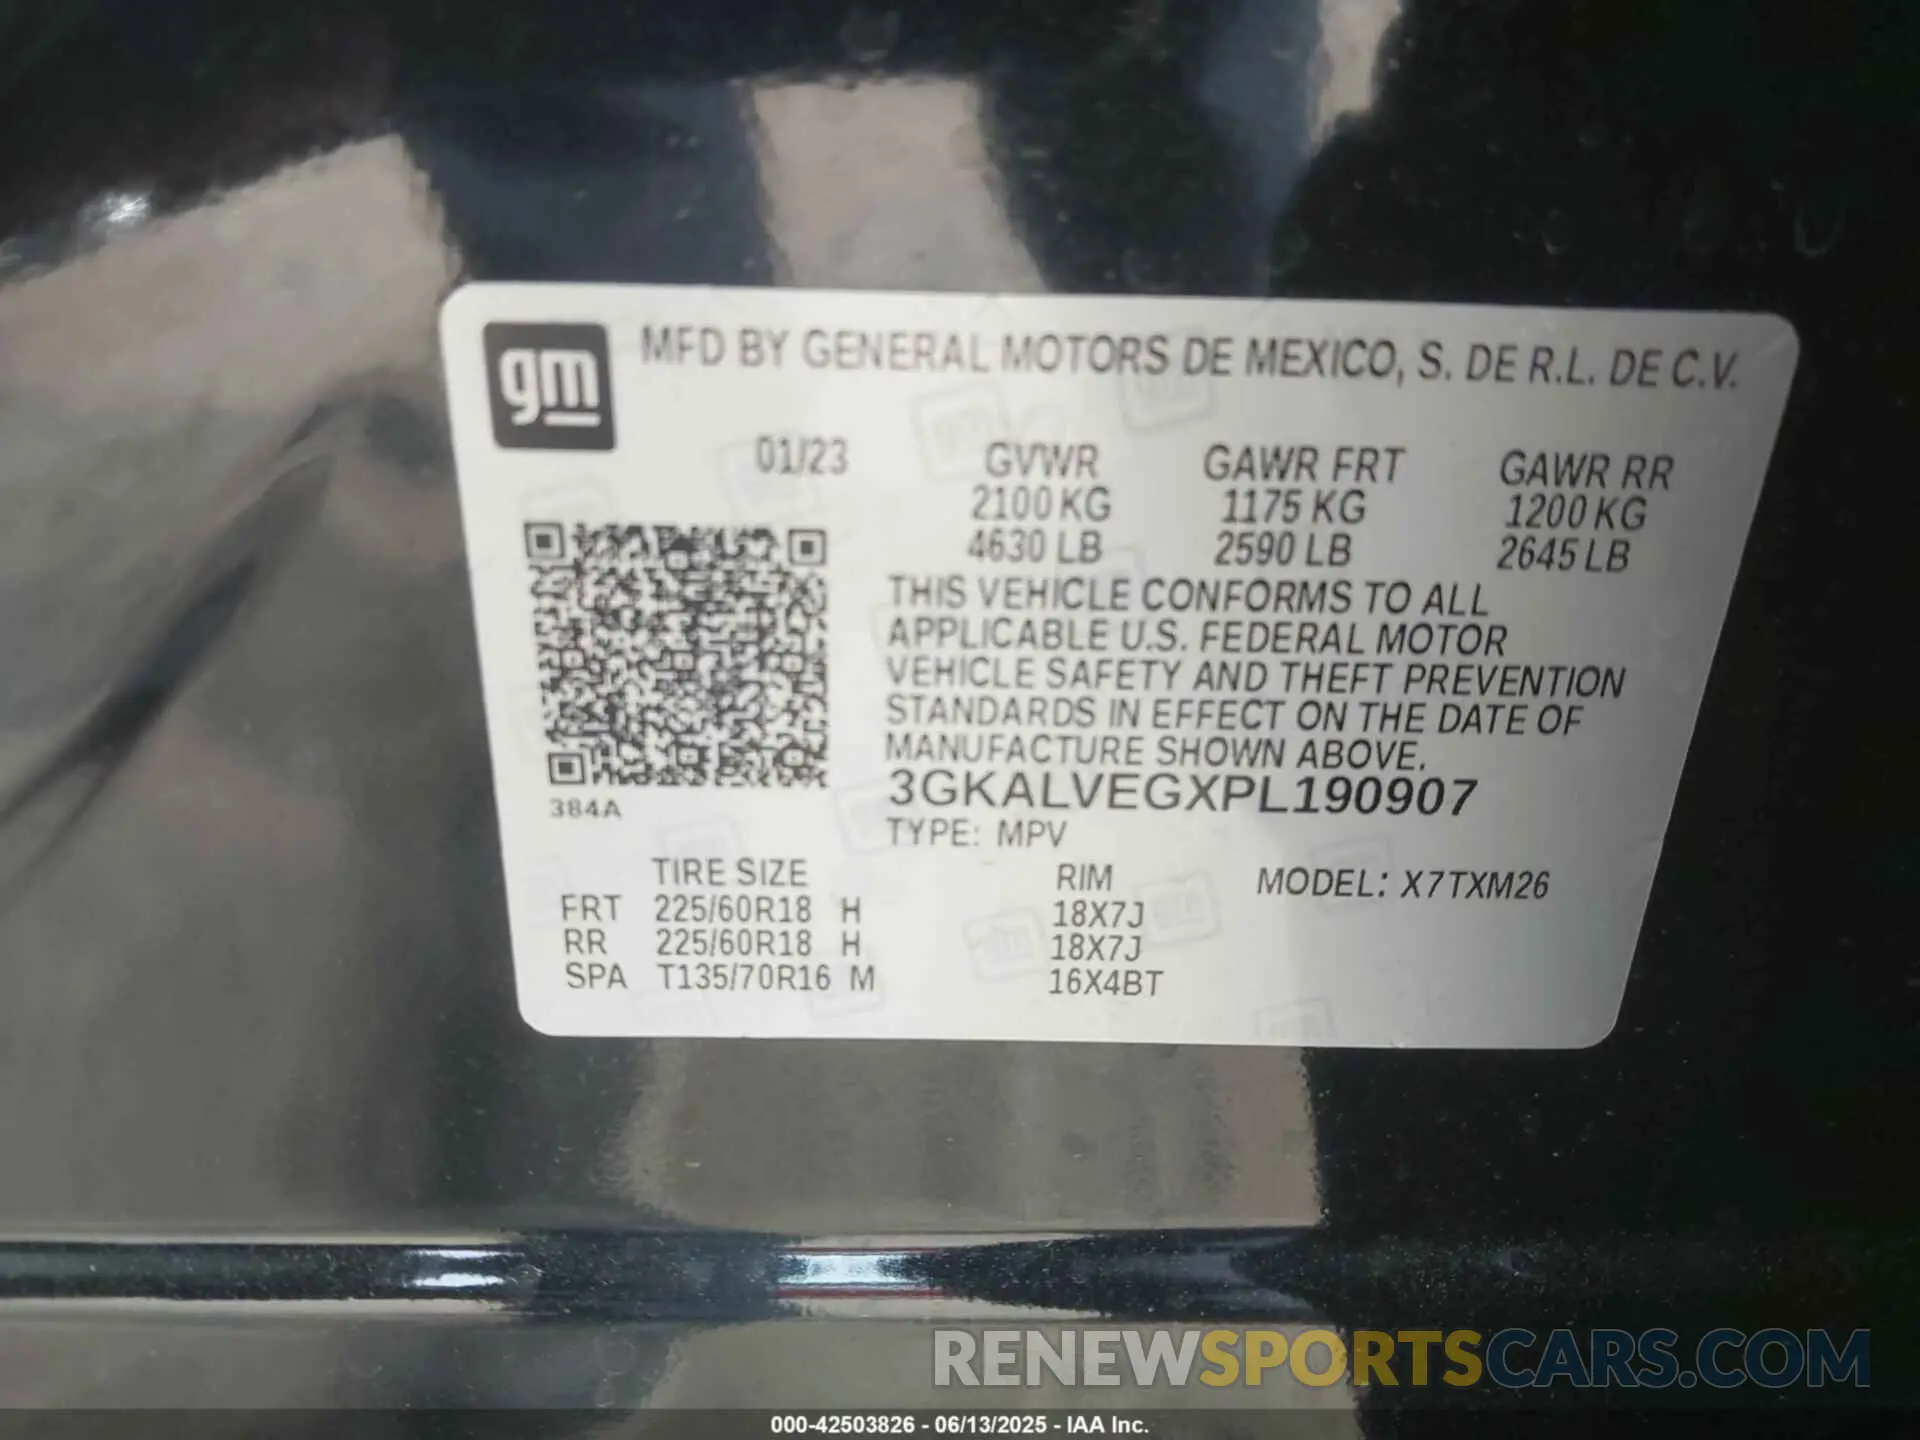 gm
MFD BY GENERAL MOTORS DE MEXICO, S. DE R.L. DE C.V.
01/23 GVWR GAWR FRT GAWR RR
2100 KG 1175 KG 1200 KG
4630 LB 2590 LB 2645 LB
THIS VEHICLE CONFORMS TO ALL
APPLICABLE U.S. FEDERAL MOTOR
VEHICLE SAFETY AND THEFT PREVENTION
STANDARDS IN EFFECT ON THE DATE OF
MANUFACTURE SHOWN ABOVE.
3GKALVEGXPL190907
384A
TYPE: MPV
TIRE SIZE RIM MODEL: X7TXM26
FRT 225/60R18 H 18X7J
RR 225/60R18 H 18X7J
SPA T135/70R16 M 16X4BT
RENEWSPORTSCARS.COM
000-42503826 - 06/13/2025 - IAA Inc.